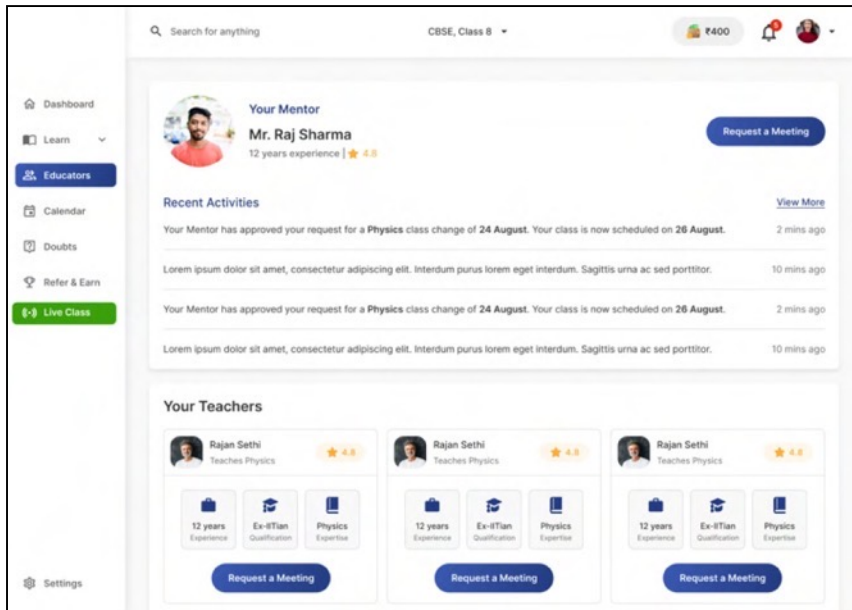 Search for anything
CBSE, Class 8
₹400
5
Dashboard
Learn
Educators
Calendar
Doubts
Refer & Earn
Live Class
Settings
Your Mentor
Mr. Raj Sharma
12 years experience | 4.8
Request a Meeting
Recent Activities
View More
Your Mentor has approved your request for a Physics class change of 24 August. Your class is now scheduled on 26 August.
2 mins ago
Lorem ipsum dolor sit amet, consectetur adipiscing elit. Interdum purus lorem eget interdum. Sagittis urna ac sed porttitor.
10 mins ago
Your Mentor has approved your request for a Physics class change of 24 August. Your class is now scheduled on 26 August.
2 mins ago
Lorem ipsum dolor sit amet, consectetur adipiscing elit. Interdum purus lorem eget interdum. Sagittis urna ac sed porttitor.
10 mins ago
Your Teachers
Rajan Sethi
Teaches Physics
4.8
12 years
Experience
Ex-IITian
Qualification
Physics
Expertise
Request a Meeting
Rajan Sethi
Teaches Physics
4.8
12 years
Experience
Ex-IITian
Qualification
Physics
Expertise
Request a Meeting
Rajan Sethi
Teaches Physics
4.8
12 years
Experience
Ex-IITian
Qualification
Physics
Expertise
Request a Meeting